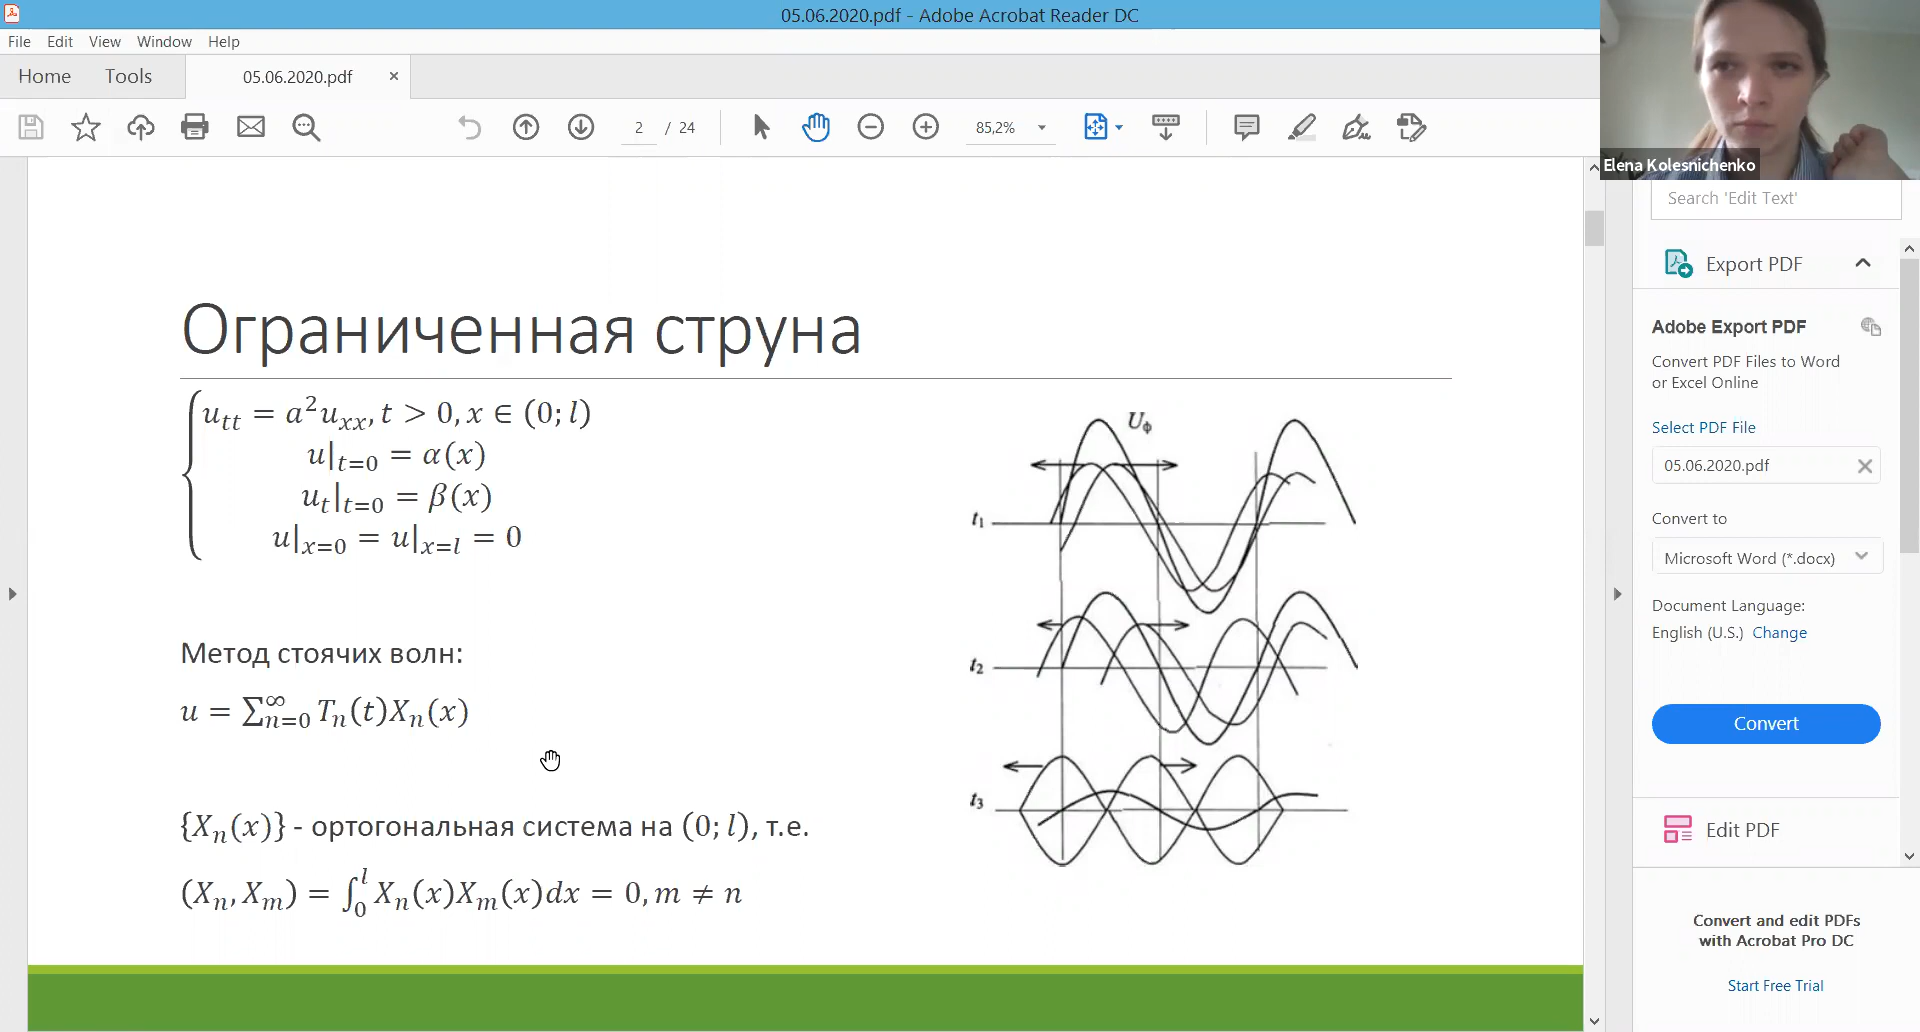 05.06.2020.pdf - Adobe Acrobat Reader DC
File Edit View Window Help
Home Tools 05.06.2020.pdf ×
2 / 24 85,2%
Elena Kolesnichenko
Ограниченная струна
u_{tt} = a^2 u_{xx}, t > 0, x ∈ (0; l)
u|_{t=0} = α(x)
u_t|_{t=0} = β(x)
u|_{x=0} = u|_{x=l} = 0
Метод стоячих волн:
u = ∑_{n=0}^{∞} T_n(t)X_n(x)
{X_n(x)} - ортогональная система на (0; l), т.е.
(X_n, X_m) = ∫_0^l X_n(x)X_m(x)dx = 0, m ≠ n
U_ф
t_1
t_2
t_3
Search 'Edit Text'
Export PDF
Adobe Export PDF
Convert PDF Files to Word
or Excel Online
Select PDF File
05.06.2020.pdf
Convert to
Microsoft Word (*.docx)
Document Language:
English (U.S.) Change
Convert
Edit PDF
Convert and edit PDFs
with Acrobat Pro DC
Start Free Trial